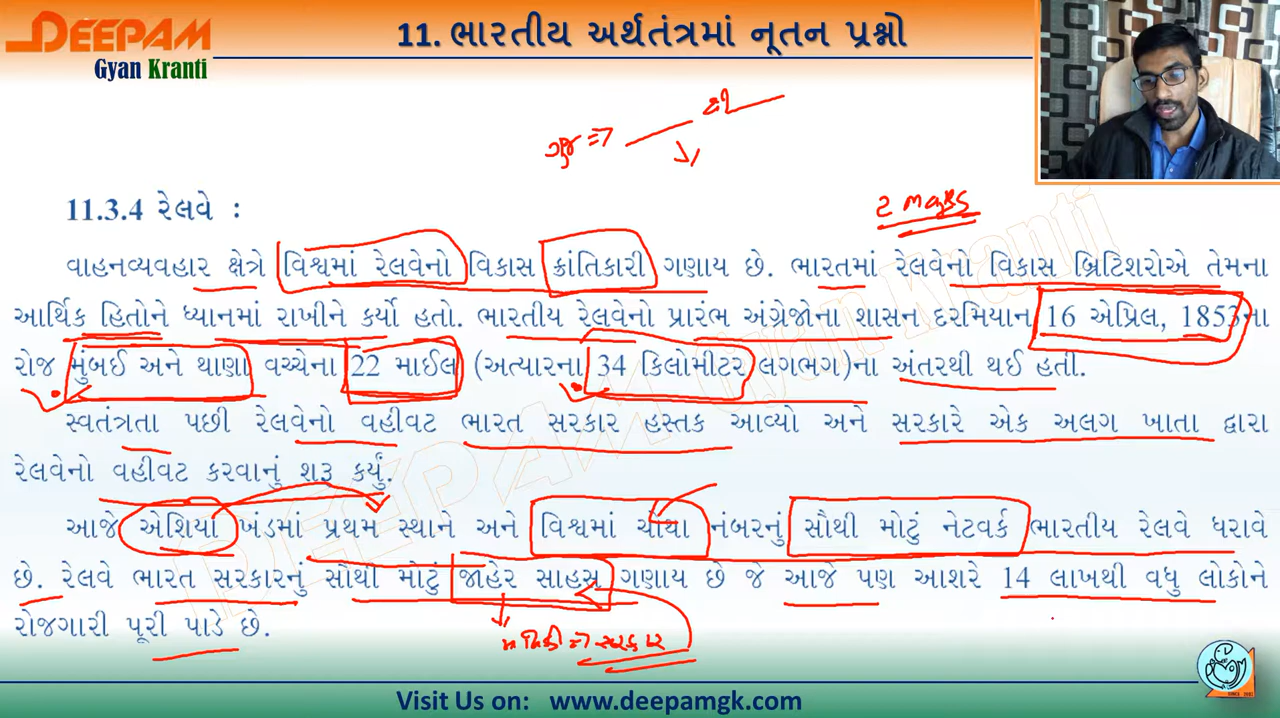 DEEPAM
Gyan Kranti
11. ભારતીય અર્થતંત્રમાં નૂતન પ્રશ્નો
2 marks
11.3.4 રેલવે :
વાહનવ્યવહાર ક્ષેત્રે વિશ્વમાં રેલવેનો વિકાસ ક્રાંતિકારી ગણાય છે. ભારતમાં રેલવેનો વિકાસ બ્રિટિશરોએ તેમના
આર્થિક હિતોને ધ્યાનમાં રાખીને કર્યો હતો. ભારતીય રેલવેનો પ્રારંભ અંગ્રેજોના શાસન દરમિયાન 16 એપ્રિલ, 1853ના
રોજ મુંબઈ અને થાણા વચ્ચેના 22 માઈલ (અત્યારના 34 કિલોમીટર લગભગ)ના અંતરથી થઈ હતી.
સ્વતંત્રતા પછી રેલવેનો વહીવટ ભારત સરકાર હસ્તક આવ્યો અને સરકારે એક અલગ ખાતા દ્વારા
રેલવેનો વહીવટ કરવાનું શરૂ કર્યું.
આજે એશિયા ખંડમાં પ્રથમ સ્થાને અને વિશ્વમાં ચોથા નંબરનું સૌથી મોટું નેટવર્ક ભારતીય રેલવે ધરાવે
છે. રેલવે ભારત સરકારનું સૌથી મોટું જાહેર સાહસ ગણાય છે જે આજે પણ આશરે 14 લાખથી વધુ લોકોને
રોજગારી પૂરી પાડે છે.
માલિકી => સરકાર
Visit Us on: www.deepamgk.com
DEEPAM Gyan Kranti